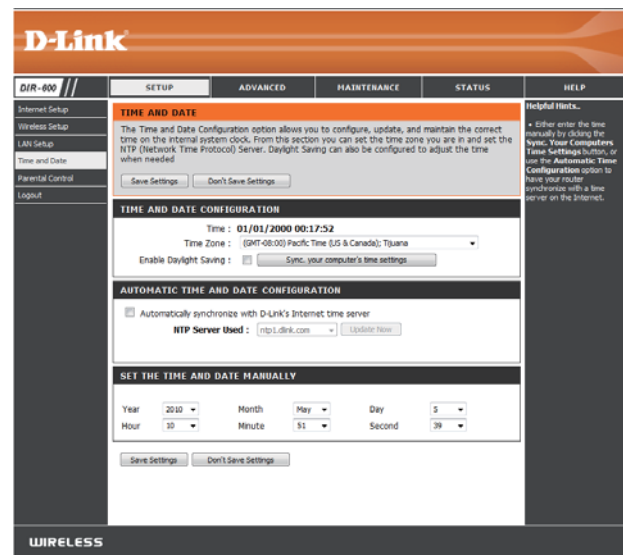 D-Link
DIR-600 //
SETUP
ADVANCED
MAINTENANCE
STATUS
HELP
Internet Setup
Wireless Setup
LAN Setup
Time and Date
Parental Control
Logout
TIME AND DATE
The Time and Date Configuration option allows you to configure, update, and maintain the correct
time on the internal system clock. From this section you can set the time zone you are in and set the
NTP (Network Time Protocol) Server. Daylight Saving can also be configured to adjust the time
when needed
Save Settings
Don't Save Settings
TIME AND DATE CONFIGURATION
Time : 01/01/2000 00:17:52
Time Zone : (GMT-08:00) Pacific Time (US & Canada); Tijuana
Enable Daylight Saving : Sync. your computer's time settings
AUTOMATIC TIME AND DATE CONFIGURATION
Automatically synchronize with D-Link's Internet time server
NTP Server Used : ntp1.dlink.com Update Now
SET THE TIME AND DATE MANUALLY
Year 2010 Month May Day 5
Hour 10 Minute 51 Second 39
Save Settings
Don't Save Settings
Helpful Hints..
• Either enter the time
manually by clicking the
Sync. Your Computers
Time Settings button, or
use the Automatic Time
Configuration option to
have your router
synchronize with a time
server on the Internet.
WIRELESS